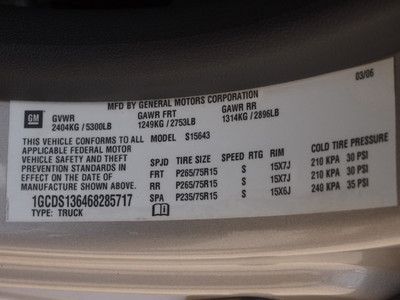 03/06
MFD BY GENERAL MOTORS CORPORATION
GM GVWR GAWR FRT GAWR RR
2404KG / 5300LB 1249KG / 2753LB 1314KG / 2896LB
THIS VEHICLE CONFORMS TO ALL MODEL S15643
APPLICABLE FEDERAL MOTOR
VEHICLE SAFETY AND THEFT COLD TIRE PRESSURE
PREVENTION STANDARDS IN SPJD TIRE SIZE SPEED RTG RIM
EFFECT ON THE DATE OF FRT P265/75R15 S 15X7J 210 KPA 30 PSI
MANUFACTURE SHOWN ABOVE. RR P265/75R15 S 15X7J 210 KPA 30 PSI
1GCDS136468285717 SPA P235/75R15 S 15X6J 240 KPA 35 PSI
TYPE: TRUCK